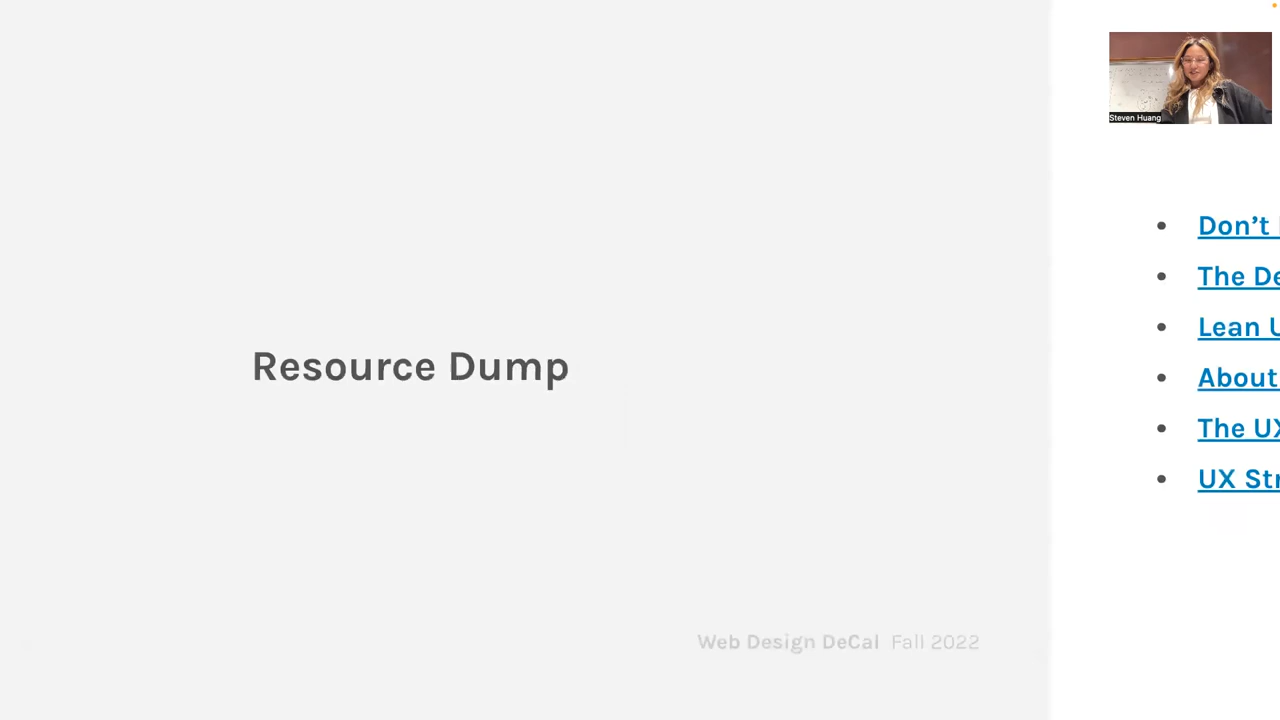 Steven Huang
Resource Dump
• Don’t
• The De
• Lean U
• About
• The UX
• UX Str
Web Design DeCal Fall 2022